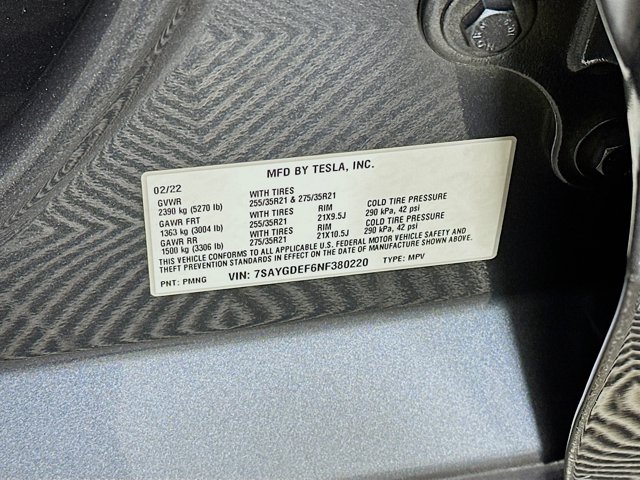 MFD BY TESLA, INC.
02/22
GVWR WITH TIRES
2390 kg (5270 lb) 255/35R21 & 275/35R21
GAWR FRT WITH TIRES RIM COLD TIRE PRESSURE
1363 kg (3004 lb) 255/35R21 21X9.5J 290 kPa, 42 psi
GAWR RR WITH TIRES RIM COLD TIRE PRESSURE
1500 kg (3306 lb) 275/35R21 21X10.5J 290 kPa, 42 psi
THIS VEHICLE CONFORMS TO ALL APPLICABLE U.S. FEDERAL MOTOR VEHICLE SAFETY AND
THEFT PREVENTION STANDARDS IN EFFECT ON THE DATE OF MANUFACTURE SHOWN ABOVE.
PNT: PMNG VIN: 7SAYGDEF6NF380220 TYPE: MPV